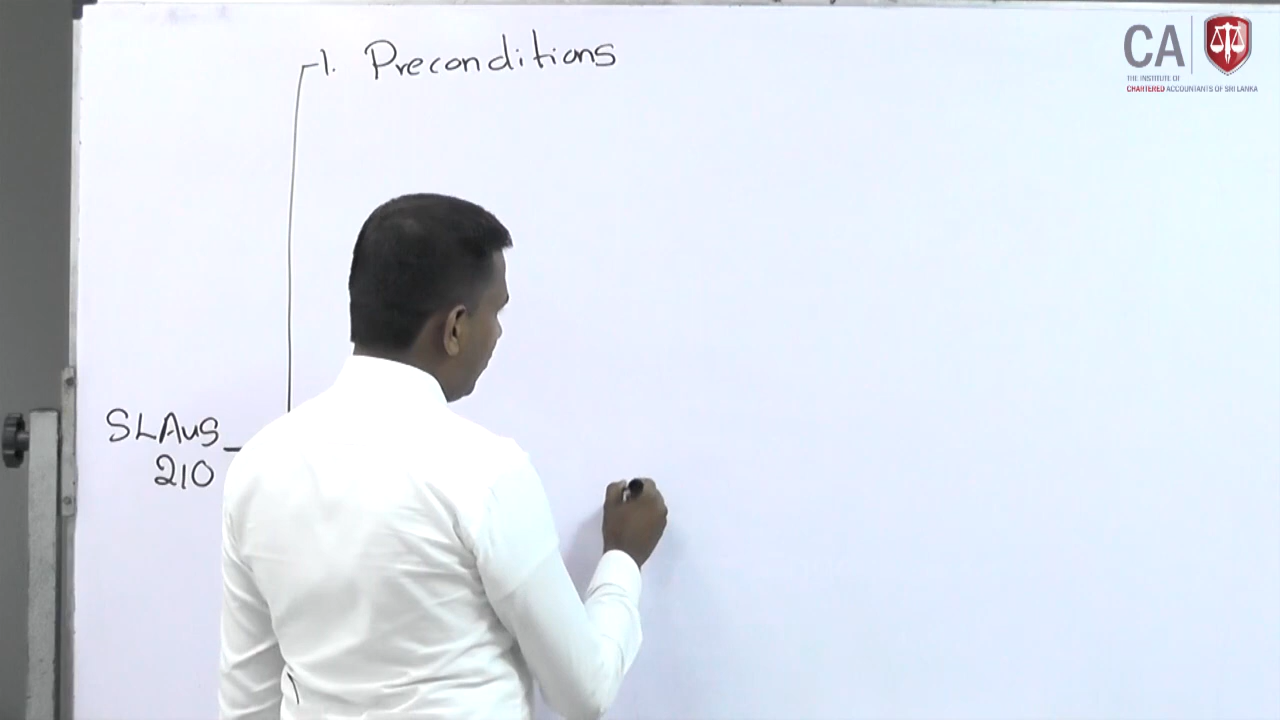 1. Preconditions
SLAuS
210
CA
THE INSTITUTE OF
CHARTERED ACCOUNTANTS OF SRI LANKA